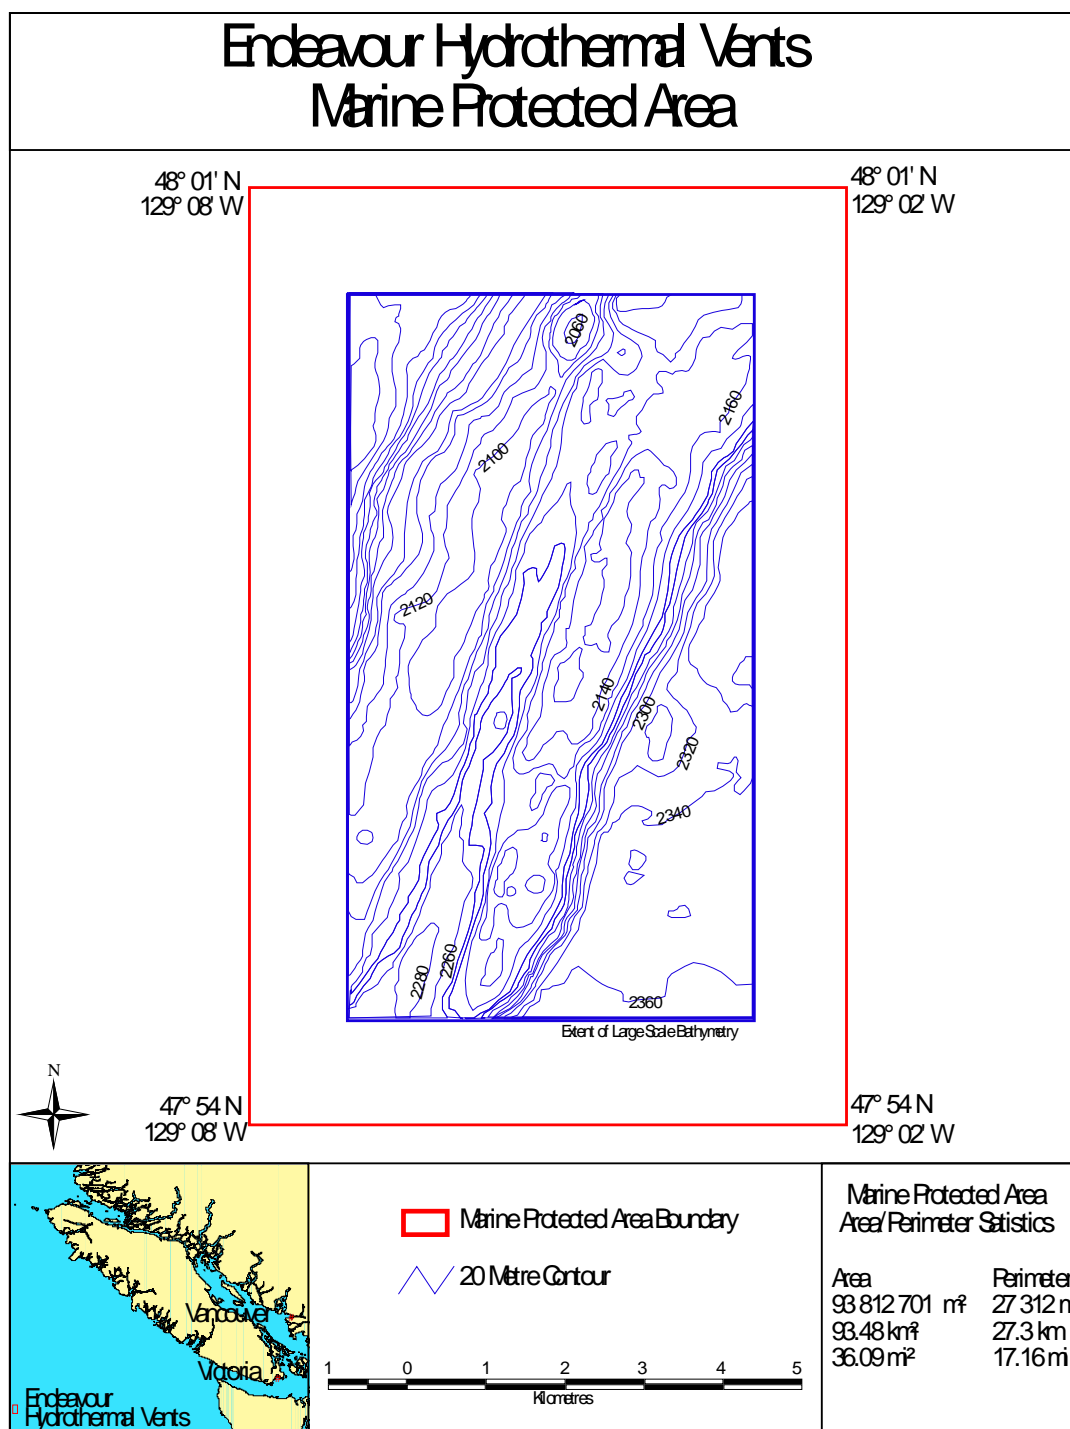 Endeavour Hydrothermal Vents
Marine Protected Area
48° 01' N
129° 08' W
48° 01' N
129° 02' W
2060
2160
2100
2120
2140
2300
2320
2340
2260
2280
2360
Extent of Large Scale Bathymetry
N
47° 54 N
129° 08' W
47° 54 N
129° 02' W
Vancouver
Victoria
Endeavour
Hydrothermal Vents
Marine Protected Area Boundary
20 Metre Contour
1 0 1 2 3 4 5
Kilometres
Marine Protected Area
Area/Perimeter Statistics
Area Perimeter
93 812 701 m² 27 312 m
93.48 km² 27.3 km
36.09 mi² 17.16 mi